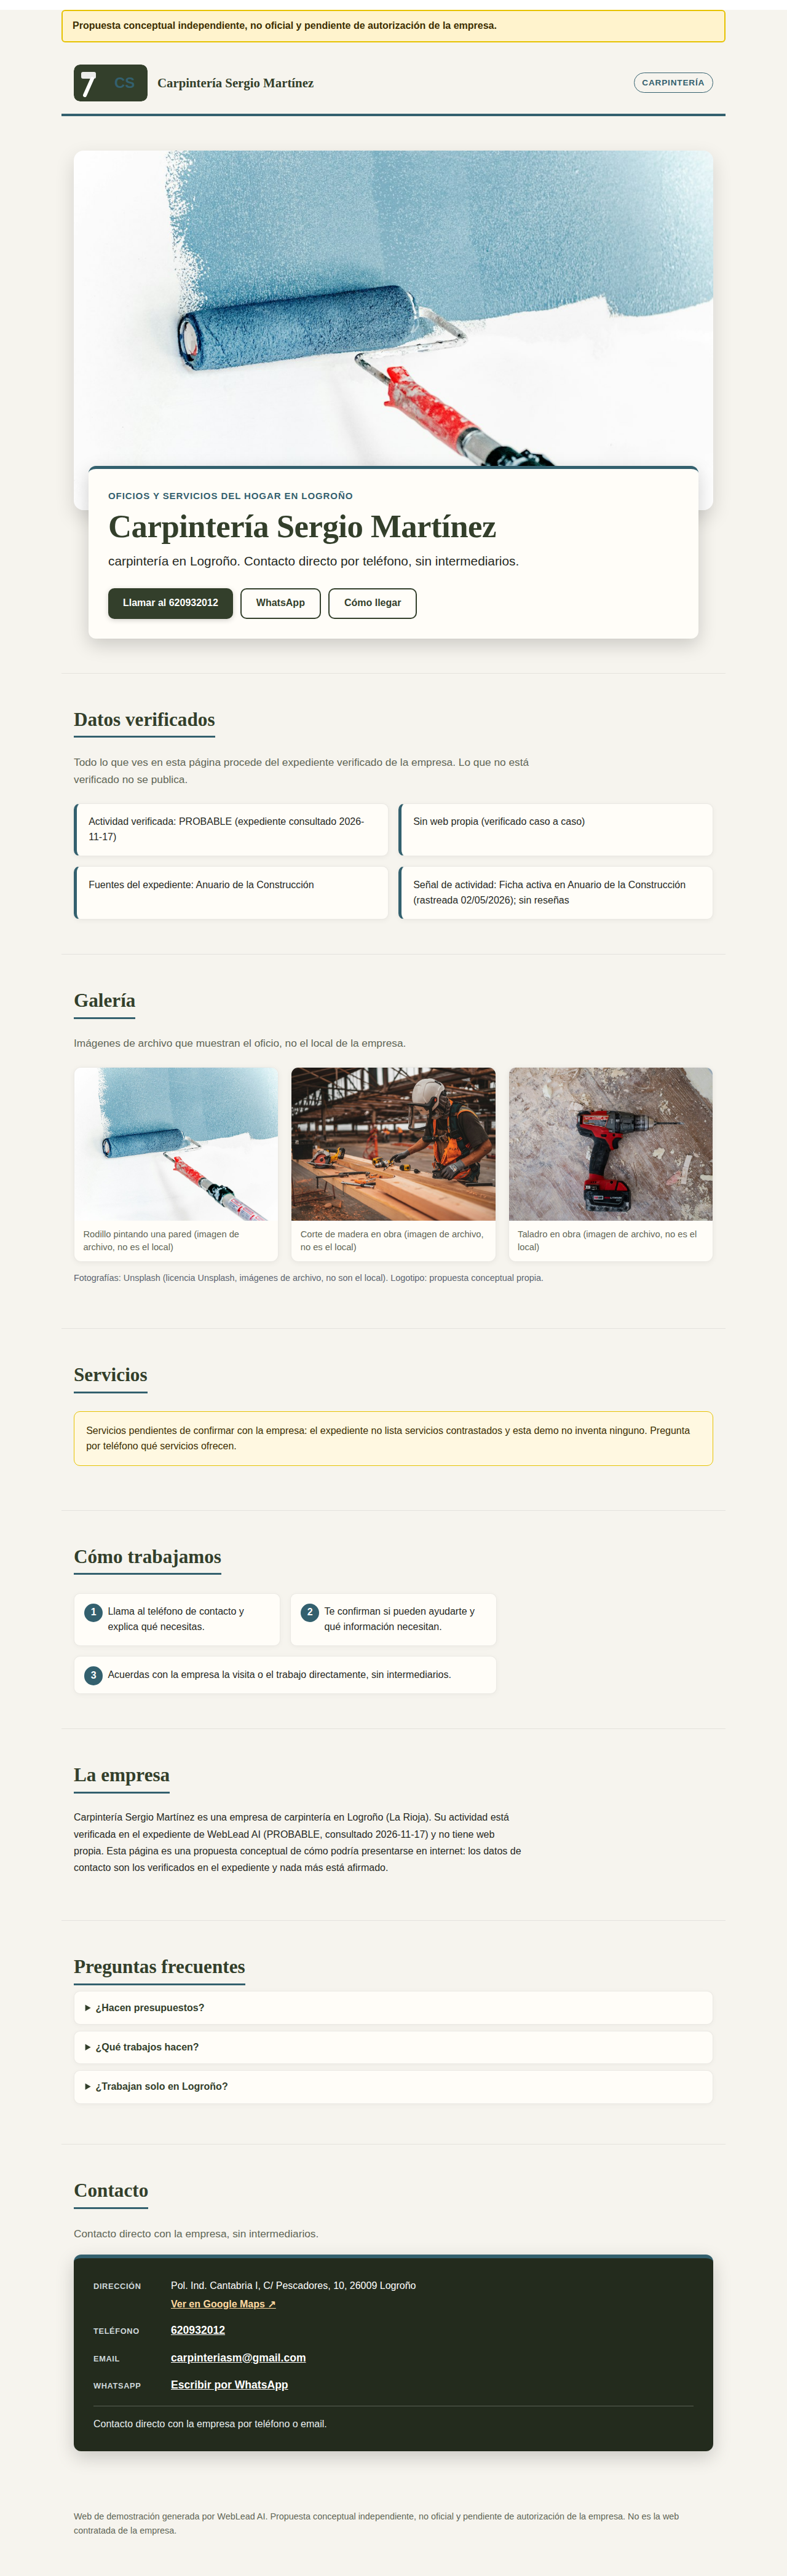 Propuesta conceptual independiente, no oficial y pendiente de autorización de la empresa.
CS
Carpintería Sergio Martínez
CARPINTERÍA
OFICIOS Y SERVICIOS DEL HOGAR EN LOGROÑO
Carpintería Sergio Martínez
carpintería en Logroño. Contacto directo por teléfono, sin intermediarios.
Llamar al 620932012
WhatsApp
Cómo llegar
Datos verificados
Todo lo que ves en esta página procede del expediente verificado de la empresa. Lo que no está
verificado no se publica.
Actividad verificada: PROBABLE (expediente consultado 2026-
11-17)
Sin web propia (verificado caso a caso)
Fuentes del expediente: Anuario de la Construcción
Señal de actividad: Ficha activa en Anuario de la Construcción
(rastreada 02/05/2026); sin reseñas
Galería
Imágenes de archivo que muestran el oficio, no el local de la empresa.
Rodillo pintando una pared (imagen de
archivo, no es el local)
Corte de madera en obra (imagen de archivo,
no es el local)
Taladro en obra (imagen de archivo, no es el
local)
Fotografías: Unsplash (licencia Unsplash, imágenes de archivo, no son el local). Logotipo: propuesta conceptual propia.
Servicios
Servicios pendientes de confirmar con la empresa: el expediente no lista servicios contrastados y esta demo no inventa ninguno. Pregunta
por teléfono qué servicios ofrecen.
Cómo trabajamos
1 Llama al teléfono de contacto y
explica qué necesitas.
2 Te confirman si pueden ayudarte y
qué información necesitan.
3 Acuerdas con la empresa la visita o el trabajo directamente, sin intermediarios.
La empresa
Carpintería Sergio Martínez es una empresa de carpintería en Logroño (La Rioja). Su actividad está
verificada en el expediente de WebLead AI (PROBABLE, consultado 2026-11-17) y no tiene web
propia. Esta página es una propuesta conceptual de cómo podría presentarse en internet: los datos de
contacto son los verificados en el expediente y nada más está afirmado.
Preguntas frecuentes
¿Hacen presupuestos?
¿Qué trabajos hacen?
¿Trabajan solo en Logroño?
Contacto
Contacto directo con la empresa, sin intermediarios.
DIRECCIÓN
Pol. Ind. Cantabria I, C/ Pescadores, 10, 26009 Logroño
Ver en Google Maps ↗
TELÉFONO
620932012
EMAIL
carpinteriasm@gmail.com
WHATSAPP
Escribir por WhatsApp
Contacto directo con la empresa por teléfono o email.
Web de demostración generada por WebLead AI. Propuesta conceptual independiente, no oficial y pendiente de autorización de la empresa. No es la web
contratada de la empresa.